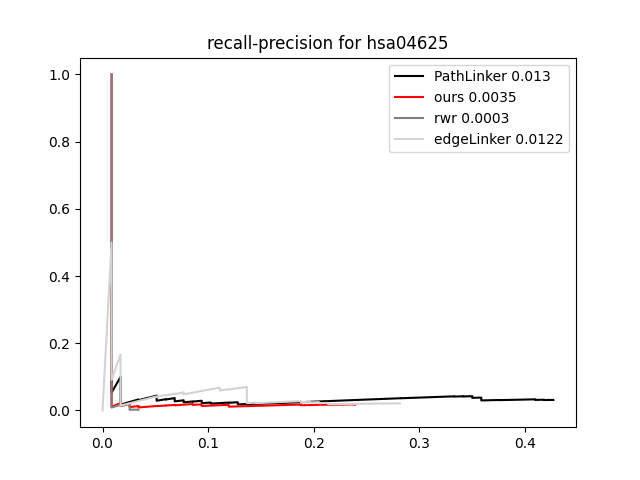 recall-precision for hsa04625
PathLinker 0.013
ours 0.0035
rwr 0.0003
edgeLinker 0.0122
1.0
0.8
0.6
0.4
0.2
0.0
0.0 0.1 0.2 0.3 0.4